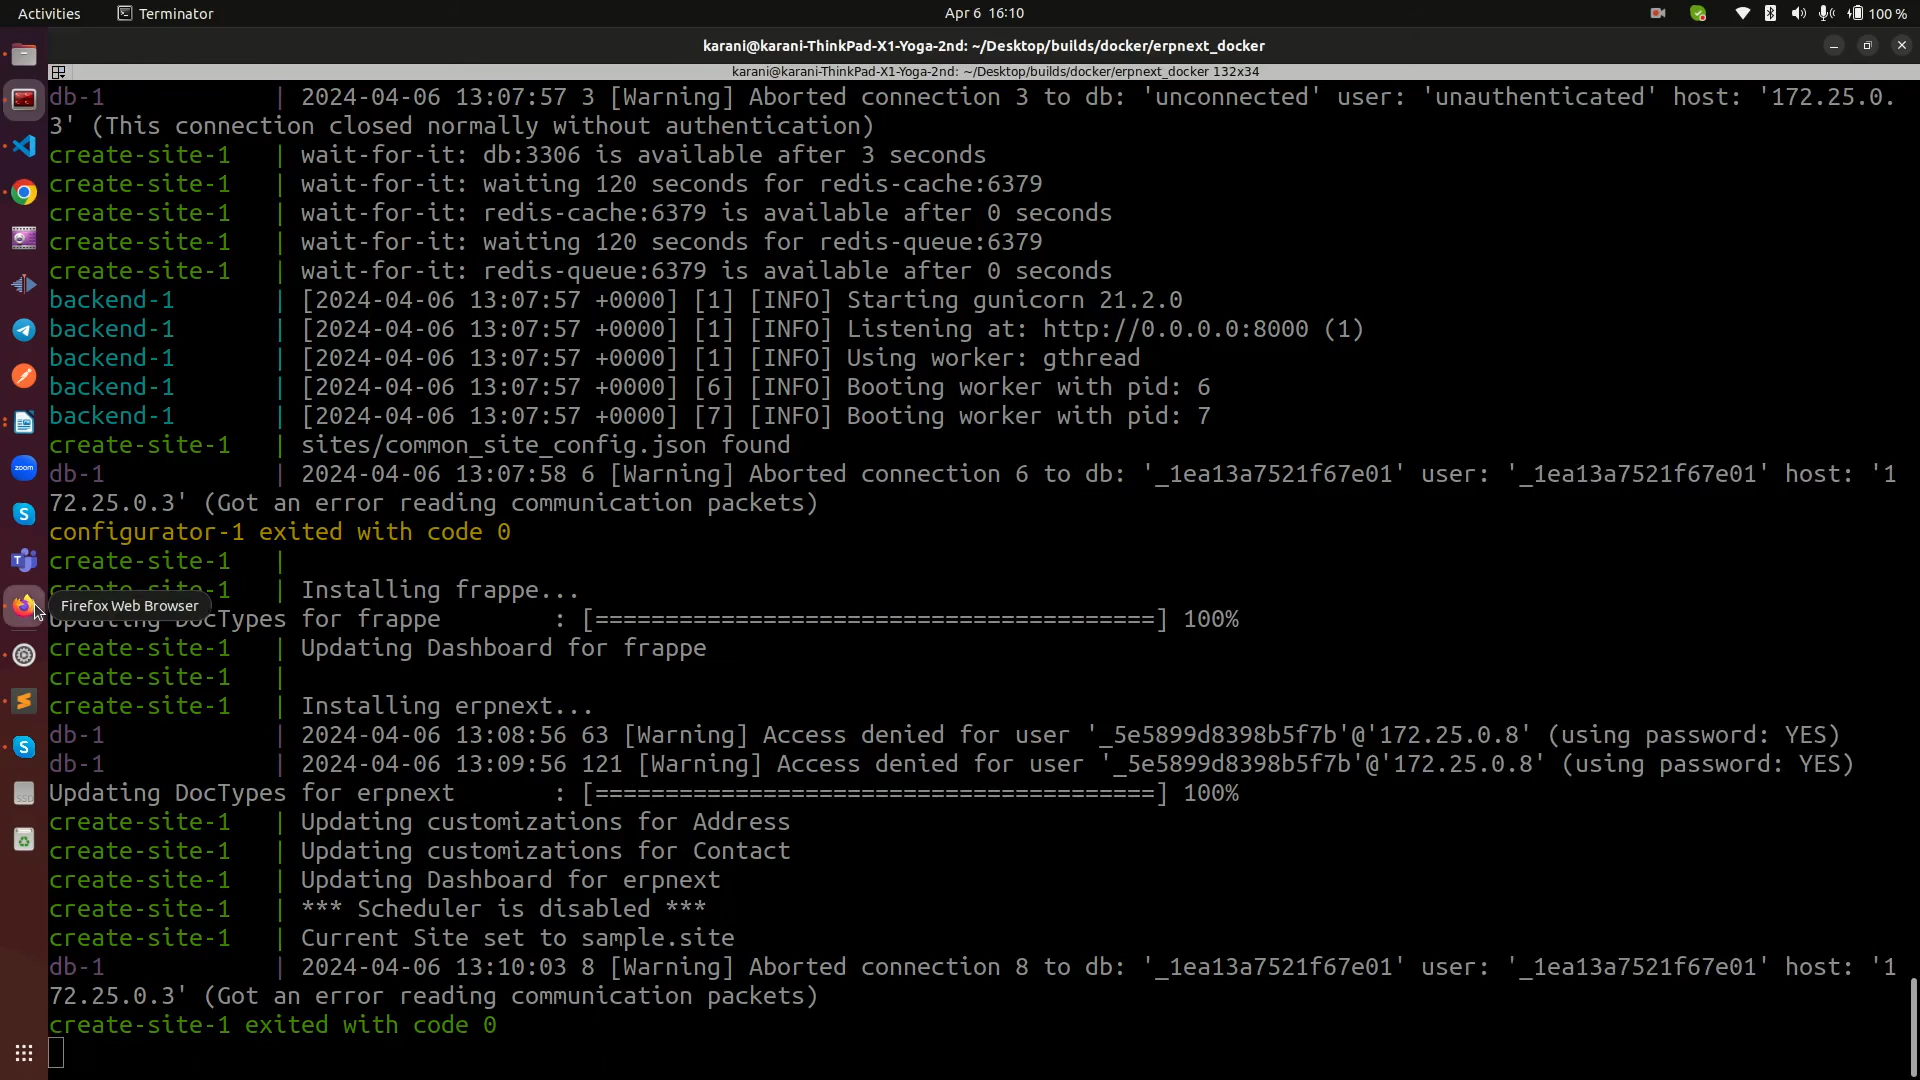 Activities
Terminator
Apr 6 16:10
100 %
karani@karani-ThinkPad-X1-Yoga-2nd: ~/Desktop/builds/docker/erpnext_docker
karani@karani-ThinkPad-X1-Yoga-2nd: ~/Desktop/builds/docker/erpnext_docker 132x34
db-1 | 2024-04-06 13:07:57 3 [Warning] Aborted connection 3 to db: 'unconnected' user: 'unauthenticated' host: '172.25.0.
3' (This connection closed normally without authentication)
create-site-1 | wait-for-it: db:3306 is available after 3 seconds
create-site-1 | wait-for-it: waiting 120 seconds for redis-cache:6379
create-site-1 | wait-for-it: redis-cache:6379 is available after 0 seconds
create-site-1 | wait-for-it: waiting 120 seconds for redis-queue:6379
create-site-1 | wait-for-it: redis-queue:6379 is available after 0 seconds
backend-1 | [2024-04-06 13:07:57 +0000] [1] [INFO] Starting gunicorn 21.2.0
backend-1 | [2024-04-06 13:07:57 +0000] [1] [INFO] Listening at: http://0.0.0.0:8000 (1)
backend-1 | [2024-04-06 13:07:57 +0000] [1] [INFO] Using worker: gthread
backend-1 | [2024-04-06 13:07:57 +0000] [6] [INFO] Booting worker with pid: 6
backend-1 | [2024-04-06 13:07:57 +0000] [7] [INFO] Booting worker with pid: 7
create-site-1 | sites/common_site_config.json found
db-1 | 2024-04-06 13:07:58 6 [Warning] Aborted connection 6 to db: '_1ea13a7521f67e01' user: '_1ea13a7521f67e01' host: '1
72.25.0.3' (Got an error reading communication packets)
configurator-1 exited with code 0
create-site-1 |
create-site-1 | Installing frappe...
Firefox Web Browser
Updating DocTypes for frappe : [========================================] 100%
create-site-1 | Updating Dashboard for frappe
create-site-1 |
create-site-1 | Installing erpnext...
db-1 | 2024-04-06 13:08:56 63 [Warning] Access denied for user '_5e5899d8398b5f7b'@'172.25.0.8' (using password: YES)
db-1 | 2024-04-06 13:09:56 121 [Warning] Access denied for user '_5e5899d8398b5f7b'@'172.25.0.8' (using password: YES)
Updating DocTypes for erpnext : [========================================] 100%
create-site-1 | Updating customizations for Address
create-site-1 | Updating customizations for Contact
create-site-1 | Updating Dashboard for erpnext
create-site-1 | *** Scheduler is disabled ***
create-site-1 | Current Site set to sample.site
db-1 | 2024-04-06 13:10:03 8 [Warning] Aborted connection 8 to db: '_1ea13a7521f67e01' user: '_1ea13a7521f67e01' host: '1
72.25.0.3' (Got an error reading communication packets)
create-site-1 exited with code 0
zoom